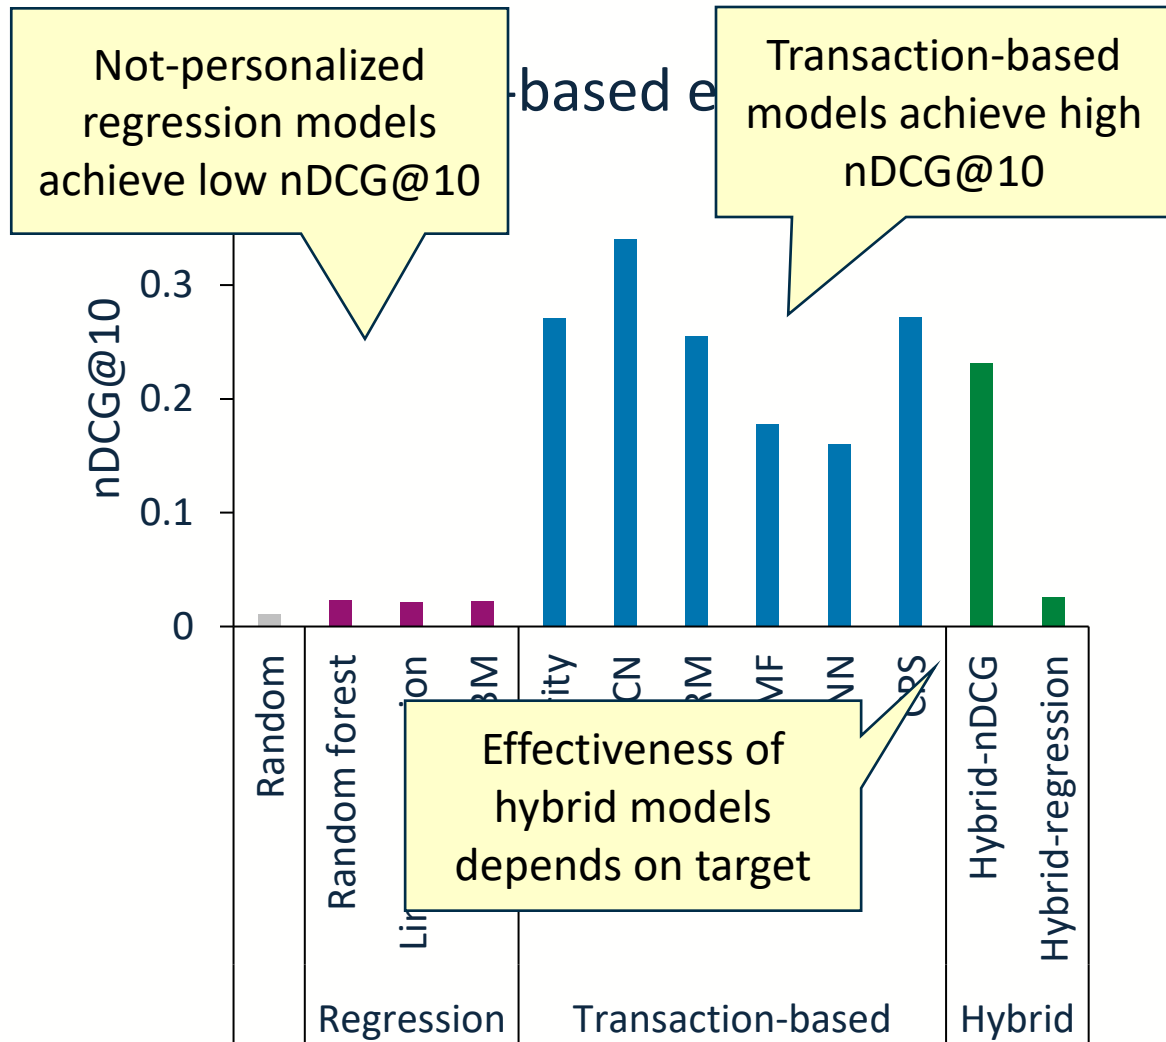 Not-personalized
regression models
achieve low nDCG@10
-based e
Transaction-based
models achieve high
nDCG@10
nDCG@10
0.3
0.2
0.1
0
Random
Random forest
CPS
Hybrid-nDCG
Hybrid-regression
Effectiveness of
hybrid models
depends on target
Regression
Transaction-based
Hybrid